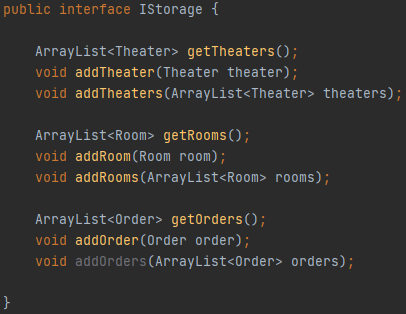 public interface IStorage {
ArrayList<Theater> getTheaters();
void addTheater(Theater theater);
void addTheaters(ArrayList<Theater> theaters);
ArrayList<Room> getRooms();
void addRoom(Room room);
void addRooms(ArrayList<Room> rooms);
ArrayList<Order> getOrders();
void addOrder(Order order);
void addOrders(ArrayList<Order> orders);
}